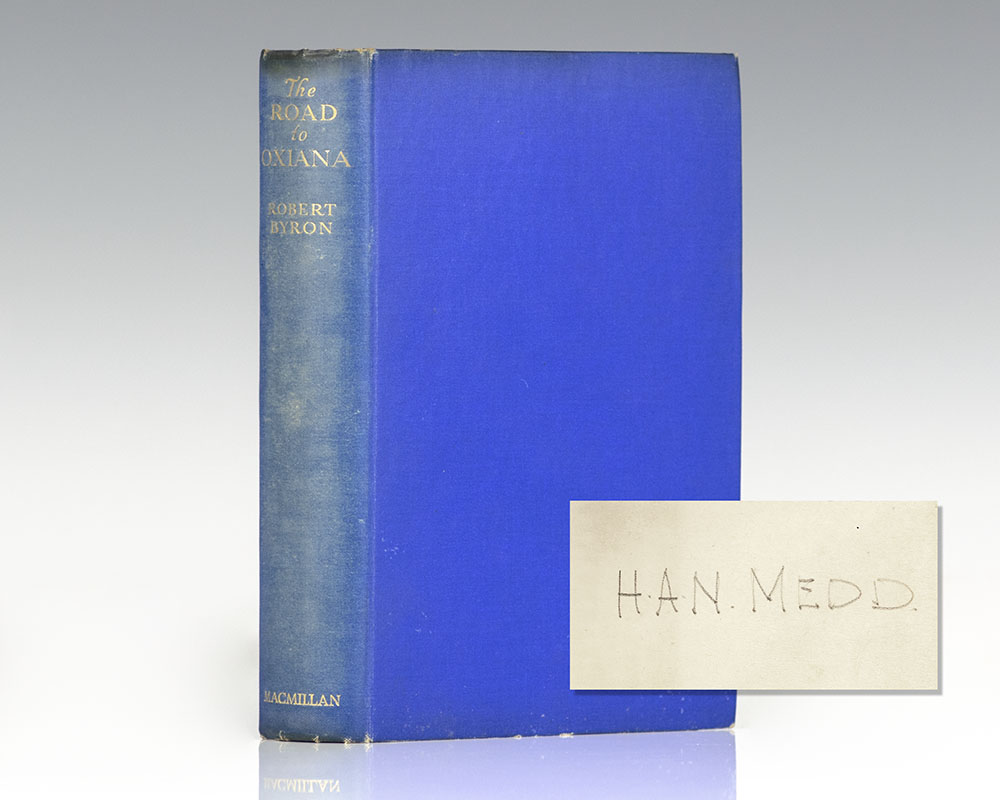 The
ROAD
to
OXIANA
ROBERT
BYRON
MACMILLAN
H.A.N. MEDD.